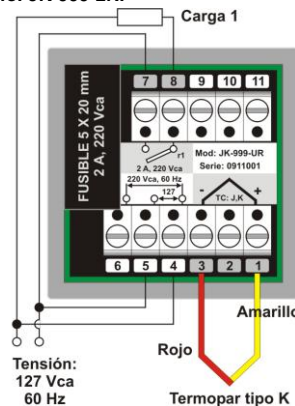 Carga 1
7 8 9 10 11
FUSIBLE 5 X 20 mm
2 A, 220 Vca
r1
2 A, 220 Vca
220 Vca, 60 Hz
127
Mod: JK-999-UR
Serie: 0911001
- +
TC: J,K
6 5 4 3 2 1
Amarillo
Rojo
Tensión:
127 Vca
60 Hz
Termopar tipo K